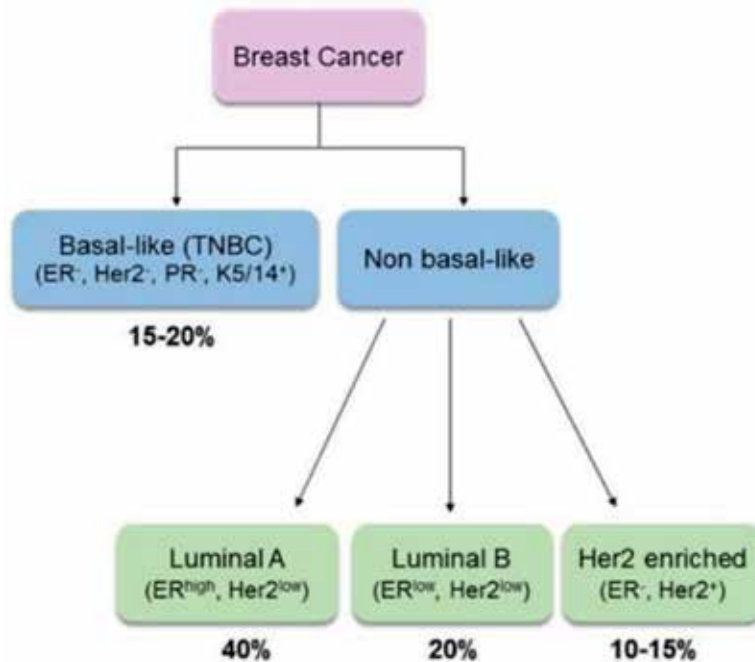 Breast Cancer
Basal-like (TNBC)
(ER⁻, Her2⁻, PR⁻, K5/14⁺)
15-20%
Non basal-like
Luminal A
(ERʰⁱᵍʰ, Her2ˡᵒʷ)
40%
Luminal B
(ERˡᵒʷ, Her2ˡᵒʷ)
20%
Her2 enriched
(ER⁻, Her2⁺)
10-15%